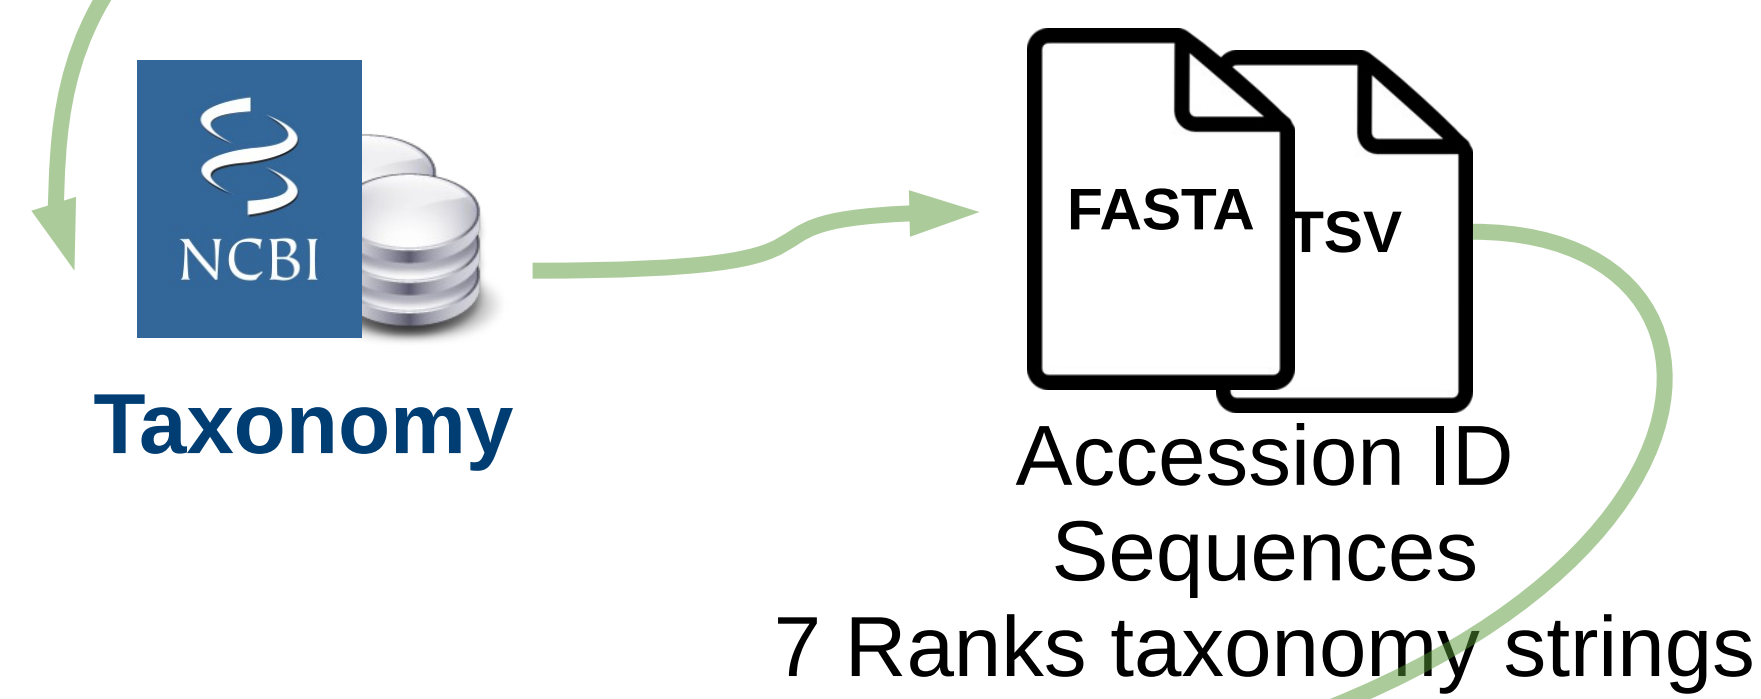 NCBI
Taxonomy
FASTA
TSV
Accession ID
Sequences
7 Ranks taxonomy strings